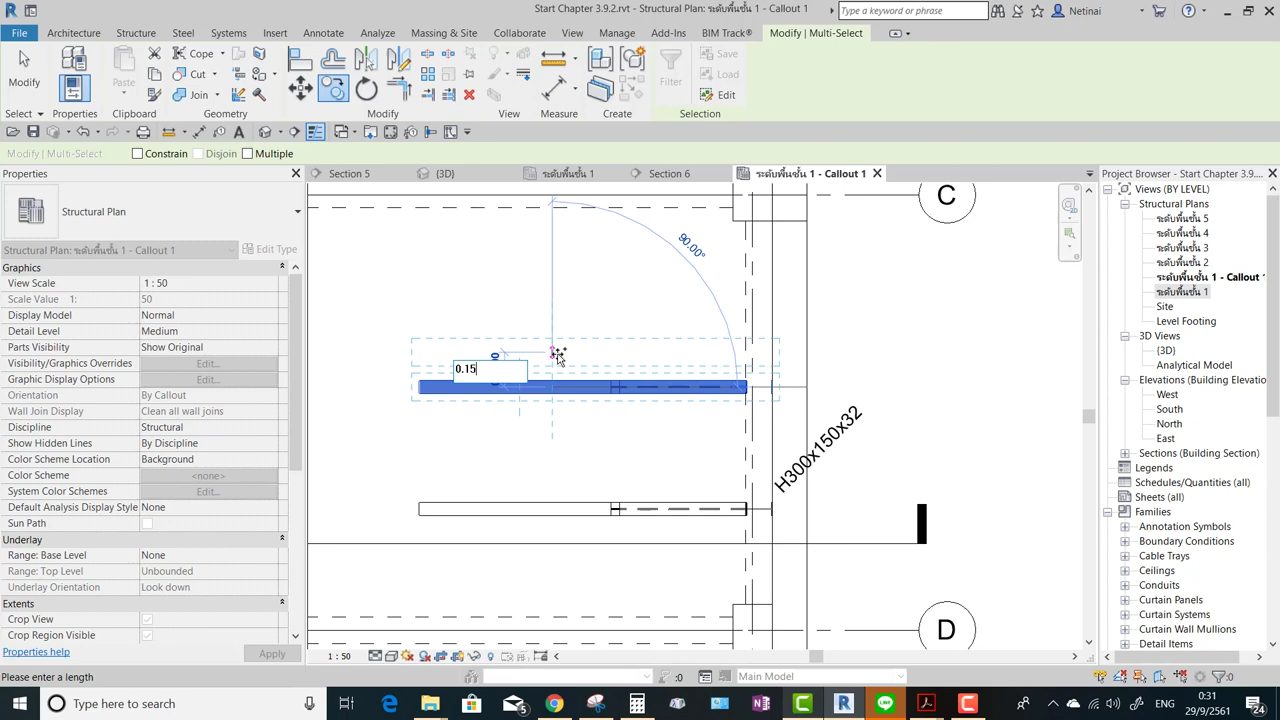 Start Chapter 3.9.2.rvt - Structural Plan: ระดับพื้นชั้น 1 - Callout 1
Type a keyword or phrase
Netinai
File Architecture Structure Steel Systems Insert Annotate Analyze Massing & Site Collaborate View Manage Add-Ins BIM Track® Modify | Multi-Select
Modify
Paste
Cope
Cut
Join
Filter
Save
Load
Edit
Select Properties Clipboard Geometry Modify View Measure Create Selection
Modify | Multi-Select Constrain Disjoin Multiple
Properties
Section 5 {3D} ระดับพื้นชั้น 1 Section 6 ระดับพื้นชั้น 1 - Callout 1
Project Browser - Start Chapter 3.9...
Structural Plan
Structural Plan: ระดับพื้นชั้น 1 - Callout 1 Edit Type
Graphics
View Scale 1 : 50
Scale Value 1: 50
Display Model Normal
Detail Level Medium
Parts Visibility Show Original
Visibility/Graphics Overrides Edit...
Graphic Display Options Edit...
Orientation By Callout
Wall Join Display Clean all wall joins
Discipline Structural
Show Hidden Lines By Discipline
Color Scheme Location Background
Color Scheme <none>
System Color Schemes Edit...
Default Analysis Display Style None
Sun Path
Underlay
Range: Base Level None
Range: Top Level Unbounded
Underlay Orientation Look down
Extents
Crop View
Crop Region Visible
Properties help Apply
C
90.00°
0.15
H300x150x32
D
Views (BY LEVEL)
Structural Plans
ระดับพื้นชั้น 5
ระดับพื้นชั้น 4
ระดับพื้นชั้น 3
ระดับพื้นชั้น 2
ระดับพื้นชั้น 1 - Callout 1
ระดับพื้นชั้น 1
Site
Level Footing
3D Views
{3D}
Analytical Model
Elevations (Building Elevatio
West
South
North
East
Sections (Building Section)
Legends
Schedules/Quantities (all)
Sheets (all)
Families
Annotation Symbols
Boundary Conditions
Cable Trays
Ceilings
Conduits
Curtain Panels
Curtain Systems
Curtain Wall Mullions
Detail Items
1 : 50
Please enter a length
:0
Main Model
:0
Type here to search
5
0:31
29/9/2561